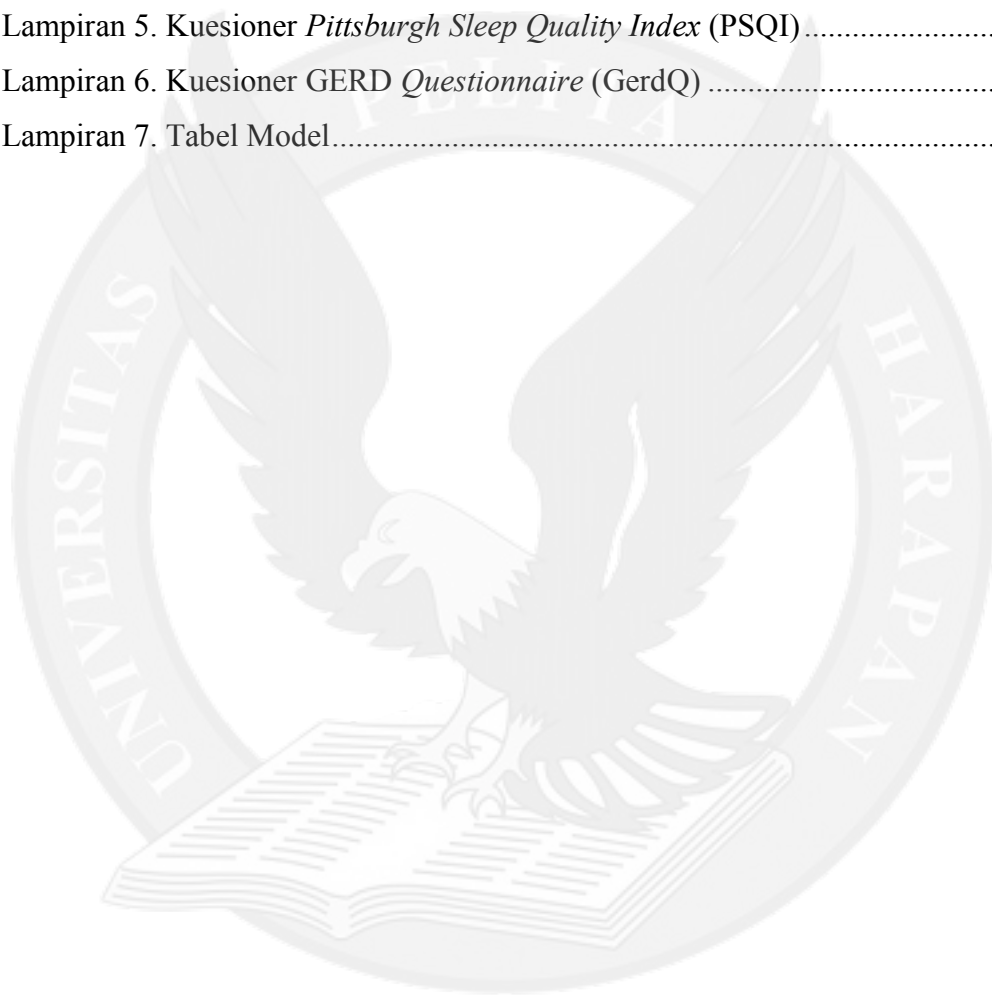 Lampiran 5. Kuesioner Pittsburgh Sleep Quality Index (PSQI)........................
Lampiran 6. Kuesioner GERD Questionnaire (GerdQ) ....................................
Lampiran 7. Tabel Model...................................................................................
UNIVERSITAS PELITA HARAPAN